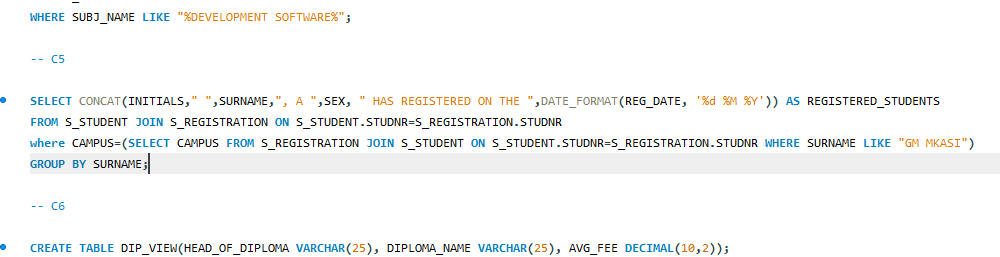 WHERE SUBJ_NAME LIKE "%DEVELOPMENT SOFTWARE%";
-- C5
SELECT CONCAT(INITIALS," ",SURNAME,", A ",SEX, " HAS REGISTERED ON THE ",DATE_FORMAT(REG_DATE, '%d %M %Y')) AS REGISTERED_STUDENTS
FROM S_STUDENT JOIN S_REGISTRATION ON S_STUDENT.STUDNR=S_REGISTRATION.STUDNR
where CAMPUS=(SELECT CAMPUS FROM S_REGISTRATION JOIN S_STUDENT ON S_STUDENT.STUDNR=S_REGISTRATION.STUDNR WHERE SURNAME LIKE "GM MKASI")
GROUP BY SURNAME;
-- C6
CREATE TABLE DIP_VIEW(HEAD_OF_DIPLOMA VARCHAR(25), DIPLOMA_NAME VARCHAR(25), AVG_FEE DECIMAL(10,2));